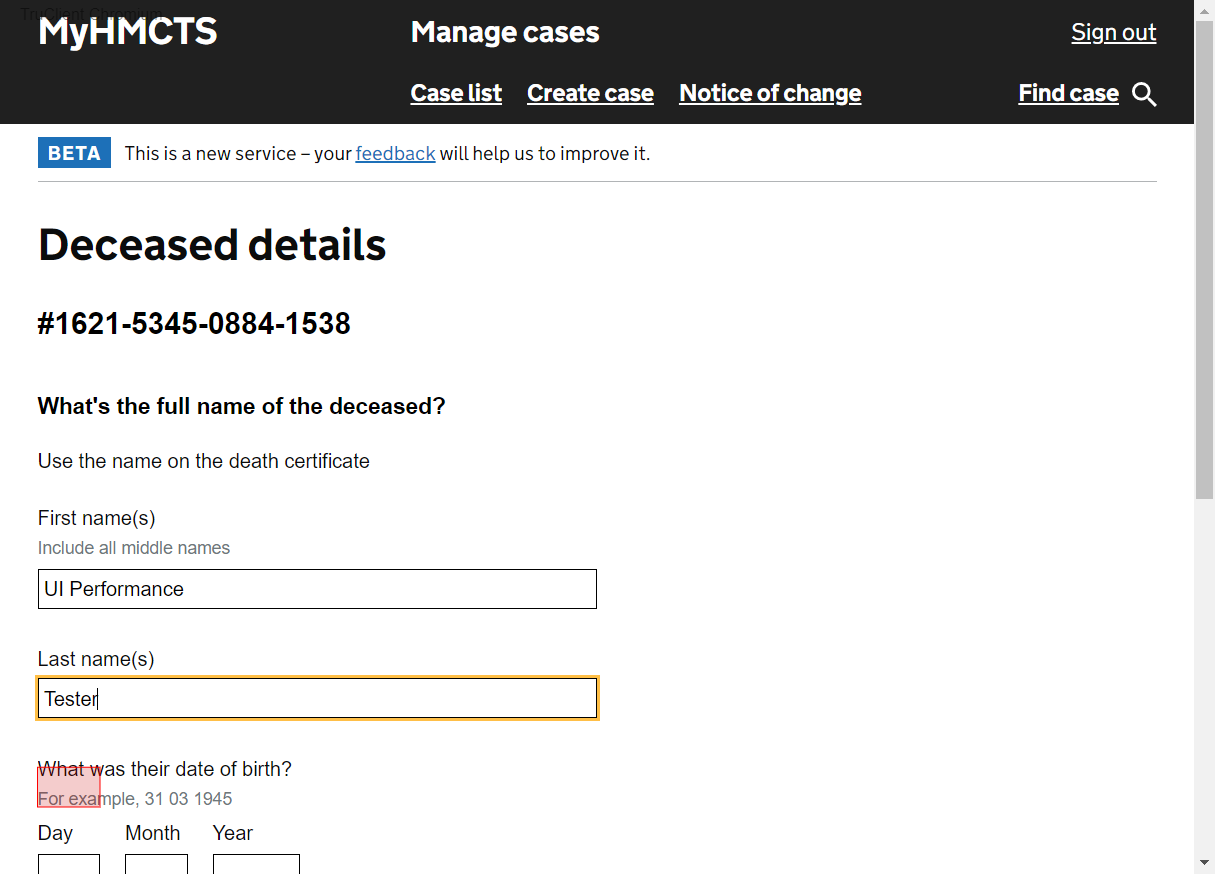 TruClient Chromium
MyHMCTS
Manage cases
Sign out
Case list
Create case
Notice of change
Find case
BETA
This is a new service – your feedback will help us to improve it.
Deceased details
#1621-5345-0884-1538
What's the full name of the deceased?
Use the name on the death certificate
First name(s)
Include all middle names
UI Performance
Last name(s)
Tester
What was their date of birth?
For example, 31 03 1945
Day Month Year